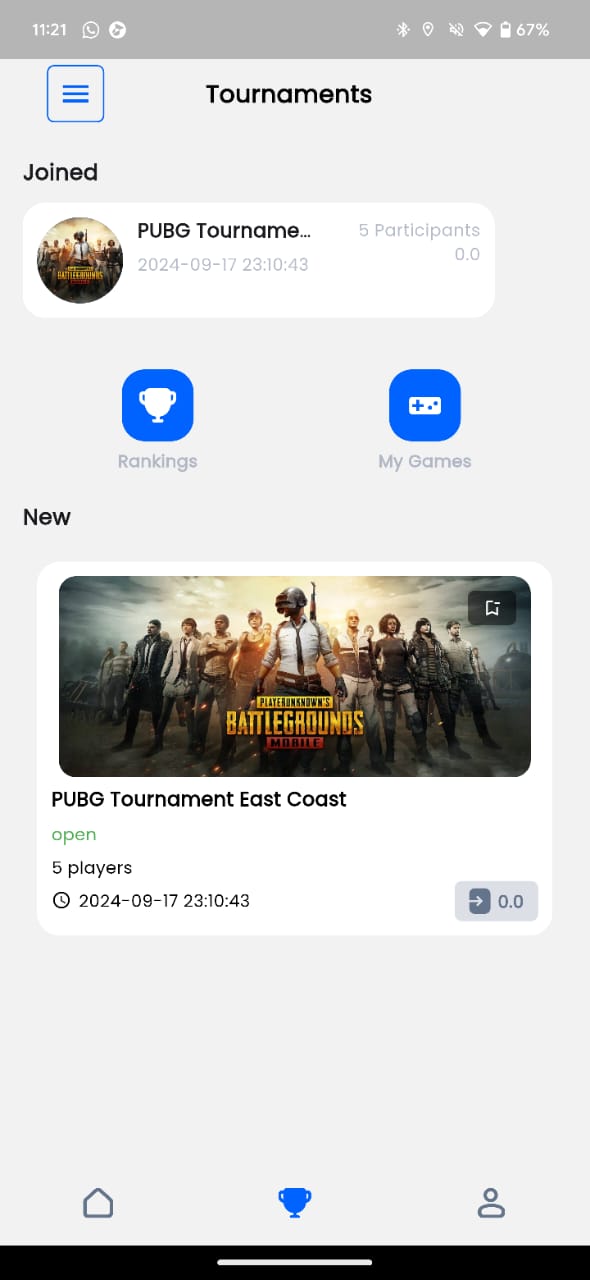 11:21 67%
Tournaments
Joined
PUBG Tourname... 5 Participants
2024-09-17 23:10:43 0.0
BATTLEGROUNDS
Rankings My Games
New
PLAYERUNKNOWN'S
BATTLEGROUNDS
MOBILE
PUBG Tournament East Coast
open
5 players
2024-09-17 23:10:43 0.0